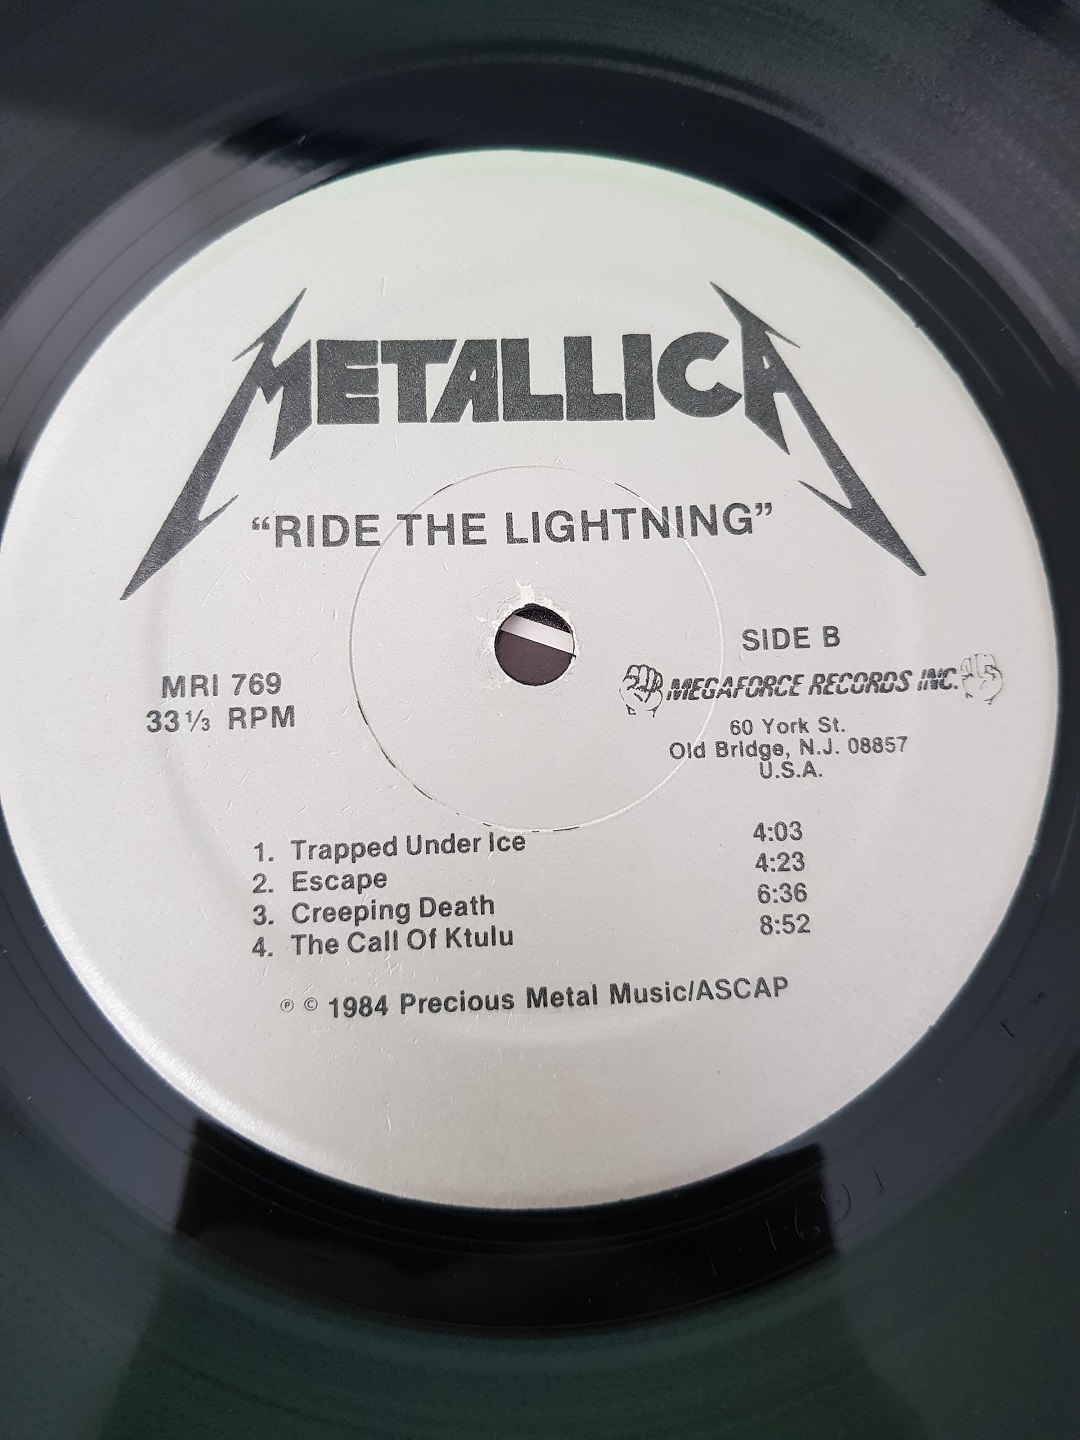 METALLICA
"RIDE THE LIGHTNING"
SIDE B
MRI 769
33⅓ RPM
MEGAFORCE RECORDS INC.
60 York St.
Old Bridge, N.J. 08857
U.S.A.
1. Trapped Under Ice 4:03
2. Escape 4:23
3. Creeping Death 6:36
4. The Call Of Ktulu 8:52
℗ © 1984 Precious Metal Music/ASCAP